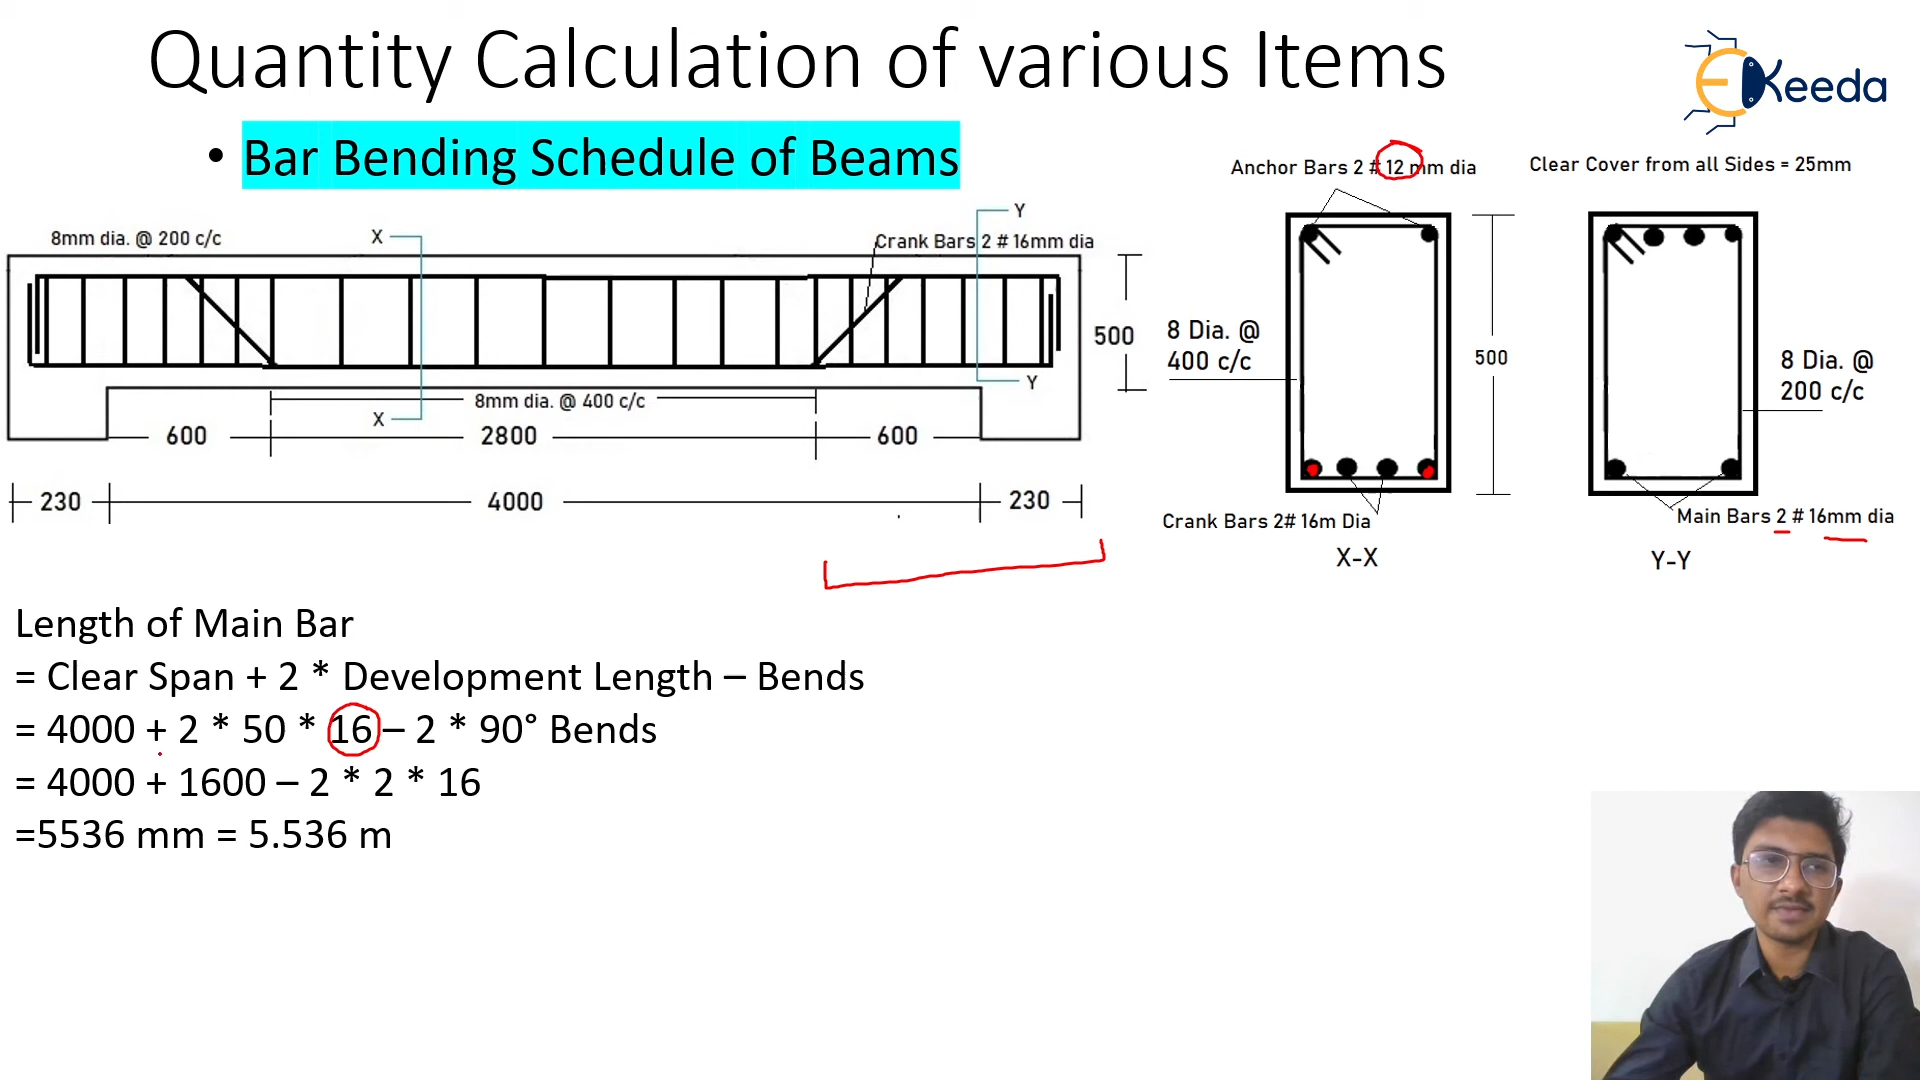 Quantity Calculation of various Items
EKeeda
• Bar Bending Schedule of Beams
Anchor Bars 2 # 12 mm dia
Clear Cover from all Sides = 25mm
8mm dia. @ 200 c/c
X
Crank Bars 2 # 16mm dia
Y
500
8 Dia. @
400 c/c
500
8 Dia. @
200 c/c
8mm dia. @ 400 c/c
X
Y
600
2800
600
230
4000
230
Crank Bars 2# 16m Dia
Main Bars 2 # 16mm dia
X-X
Y-Y
Length of Main Bar
= Clear Span + 2 * Development Length – Bends
= 4000 + 2 * 50 * 16 – 2 * 90° Bends
= 4000 + 1600 – 2 * 2 * 16
=5536 mm = 5.536 m